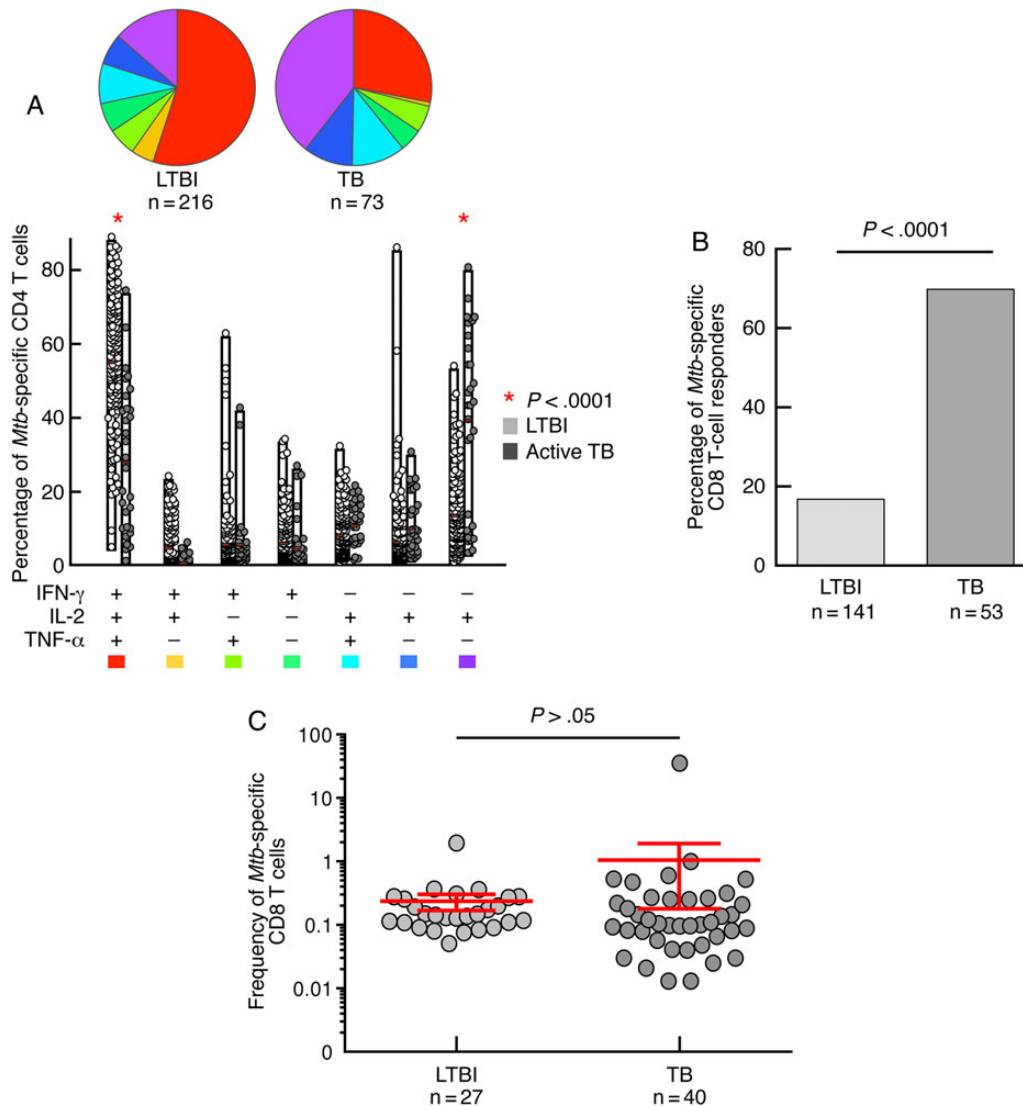 A
LTBI
n = 216
TB
n = 73
*
*
Percentage of Mtb-specific CD4 T cells
80
60
40
20
0
* P < .0001
LTBI
Active TB
IFN-γ + + + + – – –
IL-2 + + – – + + +
TNF-α + – + – + – –
B
P < .0001
Percentage of Mtb-specific
CD8 T-cell responders
80
60
40
20
0
LTBI
n = 141
TB
n = 53
C
P > .05
Frequency of Mtb-specific
CD8 T cells
100
10
1
0.1
0.01
0
LTBI
n = 27
TB
n = 40